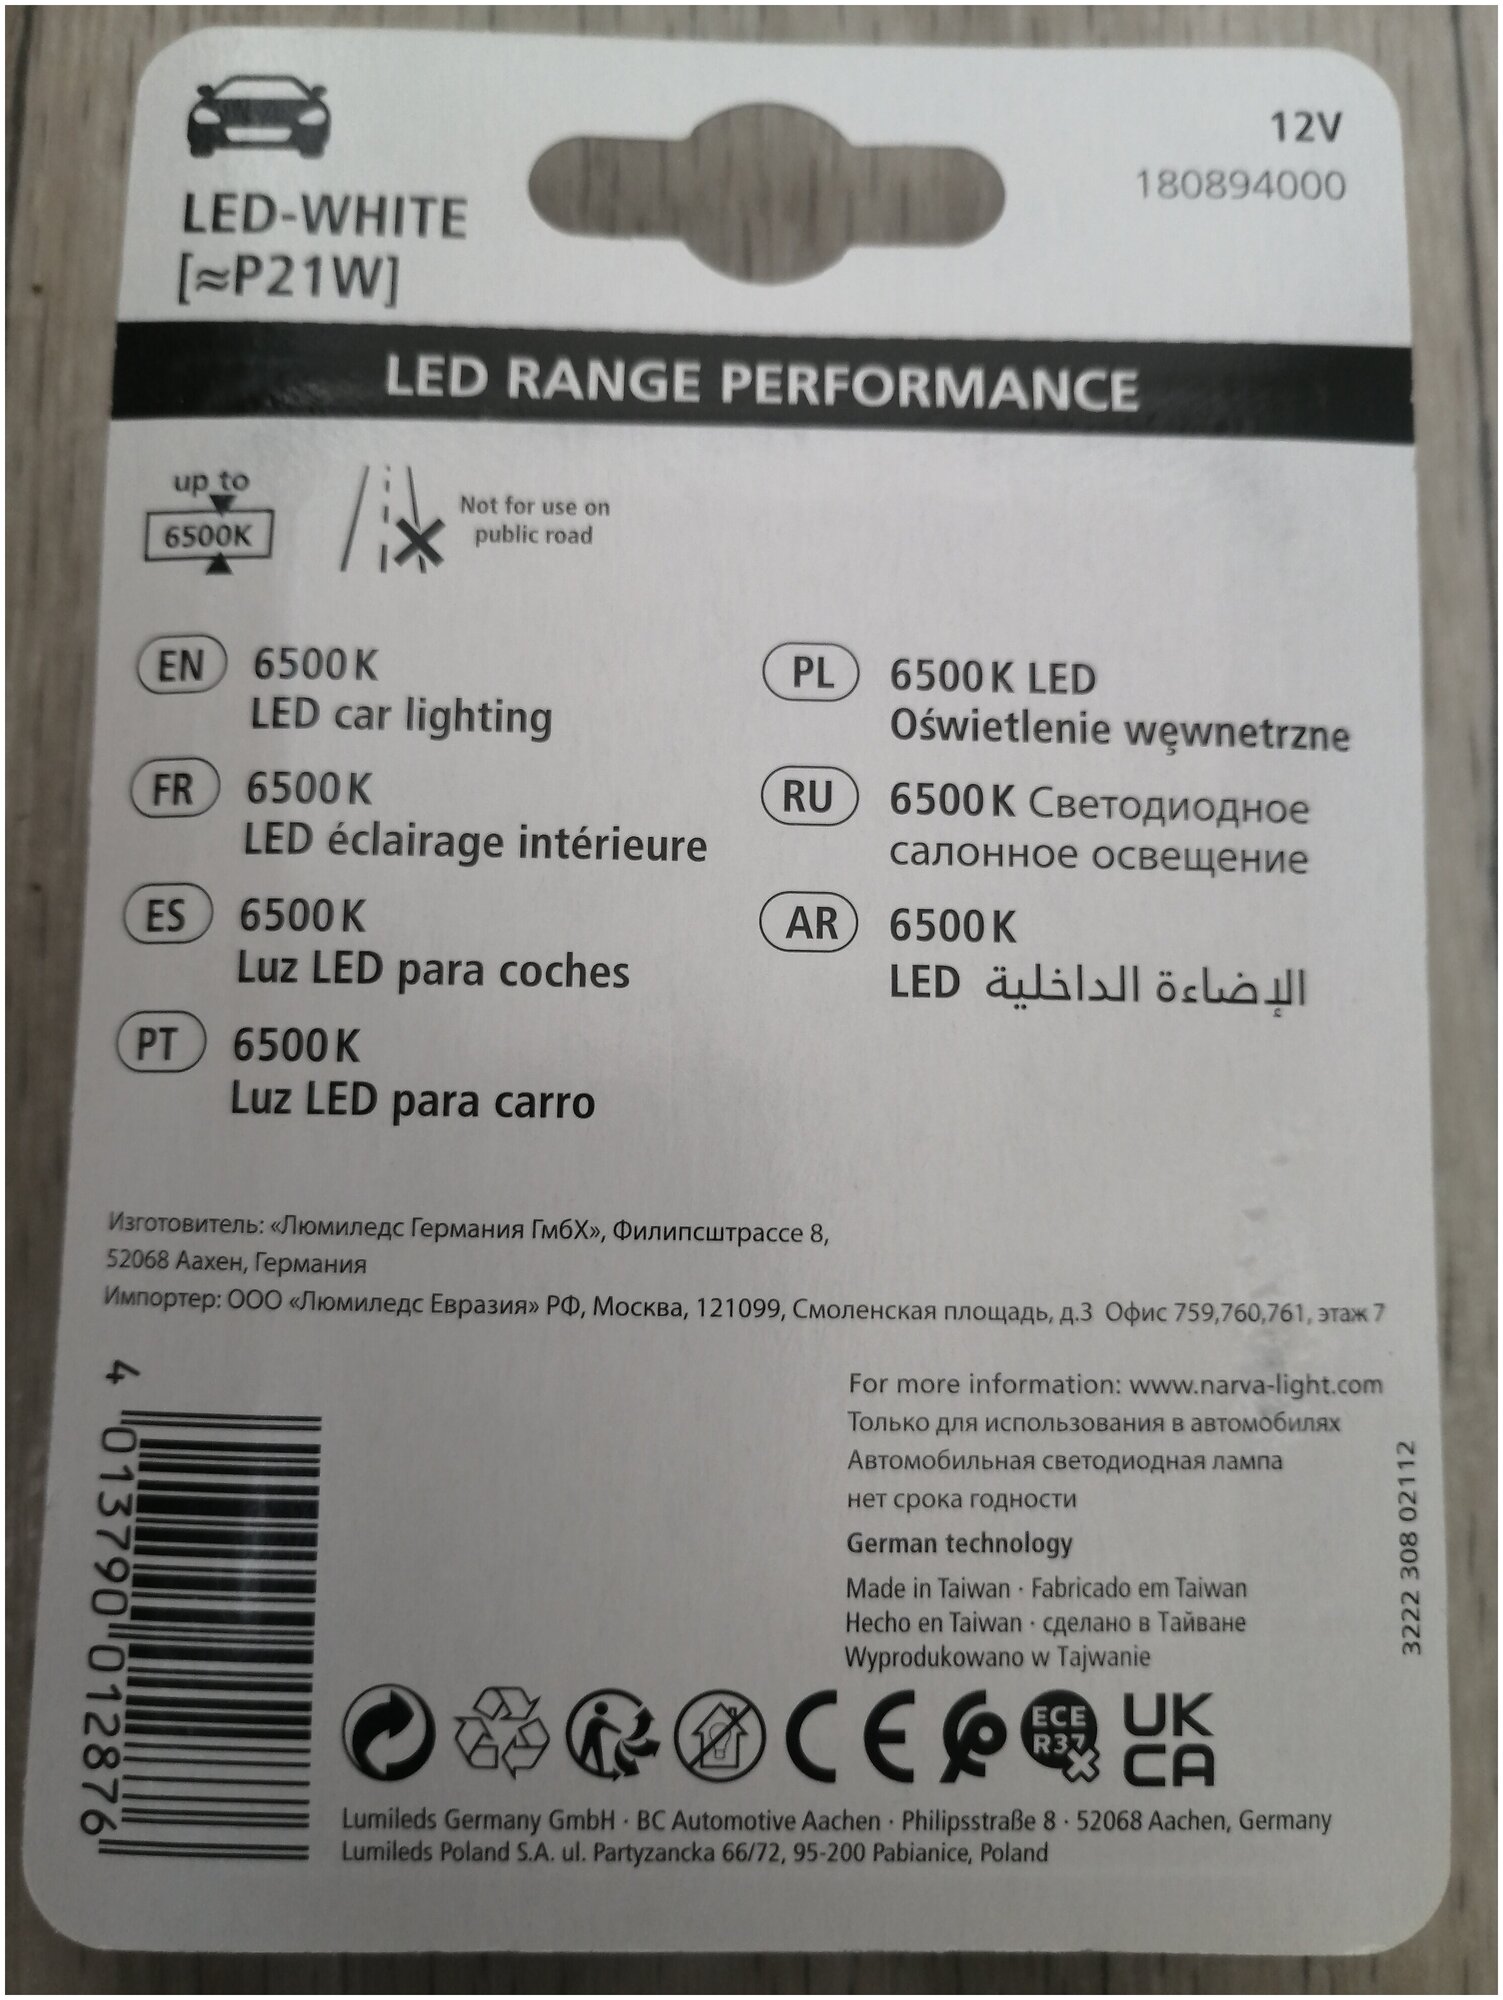 LED-WHITE
[≈P21W]
12V
180894000
LED RANGE PERFORMANCE
up to
6500K
Not for use on
public road
EN 6500K
LED car lighting
FR 6500K
LED éclairage intérieure
ES 6500K
Luz LED para coches
PT 6500K
Luz LED para carro
PL 6500K LED
Oświetlenie węwnetrzne
RU 6500K Светодиодное
салонное освещение
AR 6500K
LED الإضاءة الداخلية
Изготовитель: «Люмиледс Германия ГмбХ», Филипсштрассе 8,
52068 Аахен, Германия
Импортер: ООО «Люмиледс Евразия» РФ, Москва, 121099, Смоленская площадь, д.3 Офис 759,760,761, этаж 7
For more information: www.narva-light.com
Только для использования в автомобилях
Автомобильная светодиодная лампа
нет срока годности
German technology
Made in Taiwan · Fabricado em Taiwan
Hecho en Taiwan · сделано в Тайване
Wyprodukowano w Tajwanie
3222 308 02112
4 013790 012876
CE
ECE
R37
UK
CA
Lumileds Germany GmbH · BC Automotive Aachen · Philipsstraße 8 · 52068 Aachen, Germany
Lumileds Poland S.A. ul. Partyzancka 66/72, 95-200 Pabianice, Poland